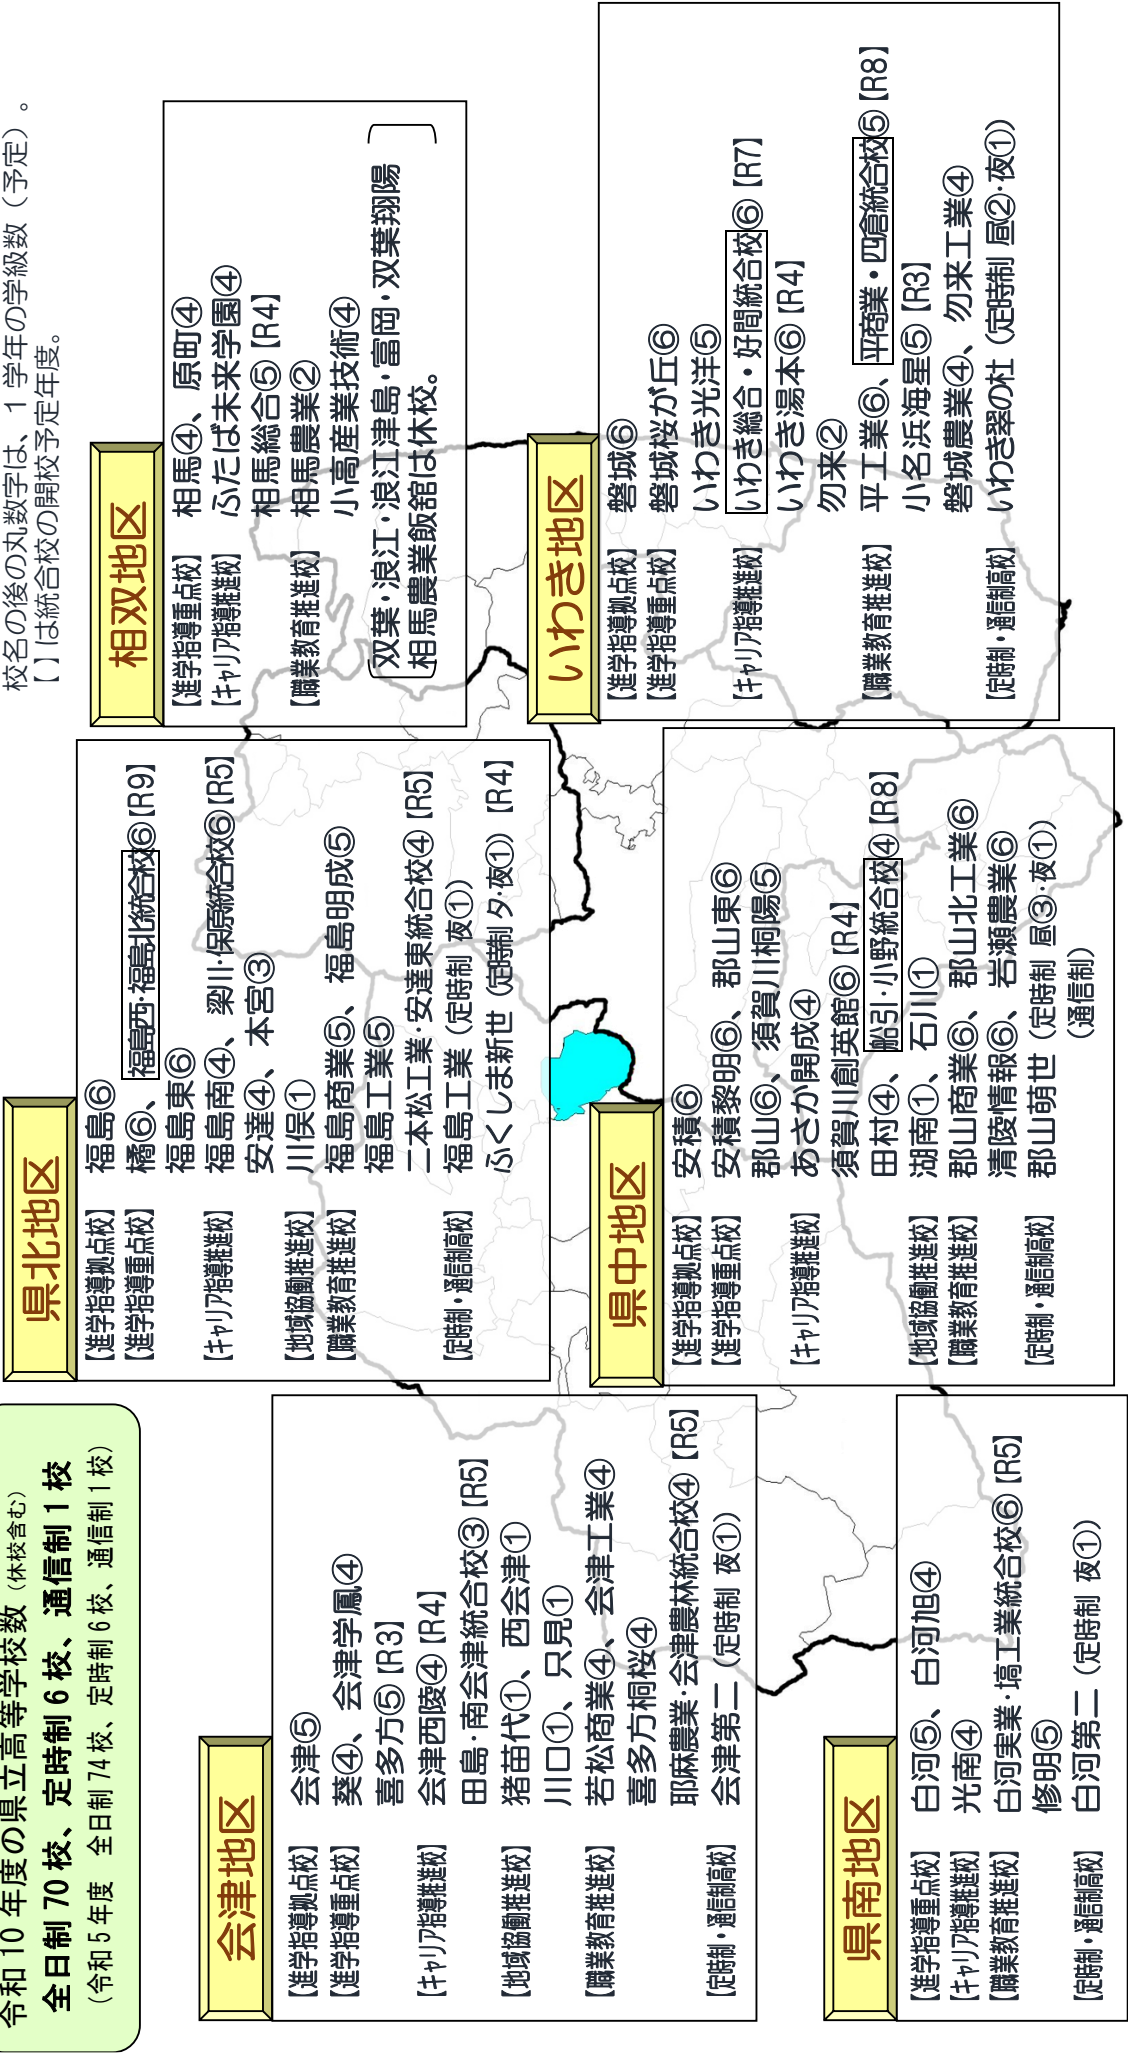 令和 10 年度の県立高等学校数（休校含む）
全日制 70 校、定時制 6 校、通信制 1 校
（令和 5 年度　全日制 74 校、定時制 6 校、通信制 1 校）
校名の後の丸数字は、１学年の学級数（予定）。
【 】は統合校の開校予定年度。
県北地区
【進学指導拠点校】 福島⑥
【進学指導重点校】 橘⑥、福島西・福島北統合校⑥【R9】
福島東⑥
【キャリア指導推進校】 福島南④、梁川・保原統合校⑥【R5】
安達④、本宮③
【地域協働推進校】 川俣①
【職業教育推進校】 福島商業⑤、福島明成⑤
福島工業⑤
二本松工業・安達東統合校④【R5】
【定時制・通信制高校】 福島工業（定時制 夜①）
ふくしま新世（定時制 夕・夜①）【R4】
相双地区
【進学指導重点校】 相馬④、原町④
【キャリア指導推進校】 ふたば未来学園④
相馬総合⑤【R4】
【職業教育推進校】 相馬農業②
小高産業技術④
双葉・浪江・浪江津島・富岡・双葉翔陽
相馬農業飯舘は休校。
会津地区
【進学指導拠点校】 会津⑤
【進学指導重点校】 葵④、会津学鳳④
喜多方⑤【R3】
【キャリア指導推進校】 会津西陵④【R4】
田島・南会津統合校③【R5】
【地域協働推進校】 猪苗代①、西会津①
川口①、只見①
【職業教育推進校】 若松商業④、会津工業④
喜多方桐桜④
耶麻農業・会津農林統合校④【R5】
【定時制・通信制高校】 会津第二（定時制 夜①）
県中地区
【進学指導拠点校】 安積⑥
【進学指導重点校】 安積黎明⑥、郡山東⑥
郡山⑥、須賀川桐陽⑤
【キャリア指導推進校】 あさか開成④
須賀川創英館⑥【R4】
田村④、船引・小野統合校④【R8】
【地域協働推進校】 湖南①、石川①
【職業教育推進校】 郡山商業⑥、郡山北工業⑥
清陵情報⑥、岩瀬農業⑥
【定時制・通信制高校】 郡山萌世（定時制 昼③・夜①）
（通信制）
いわき地区
【進学指導拠点校】 磐城⑥
【進学指導重点校】 磐城桜が丘⑥
いわき光洋⑤
【キャリア指導推進校】 いわき総合・好間統合校⑥【R7】
いわき湯本⑥【R4】
勿来②
【職業教育推進校】 平工業⑥、平商業・四倉統合校⑤【R8】
小名浜海星⑤【R3】
磐城農業④、勿来工業④
【定時制・通信制高校】 いわき翠の杜（定時制 昼②・夜①）
県南地区
【進学指導重点校】 白河⑤、白河旭④
【キャリア指導推進校】 光南④
【職業教育推進校】 白河実業・塙工業統合校⑥【R5】
修明⑤
【定時制・通信制高校】 白河第二（定時制 夜①）